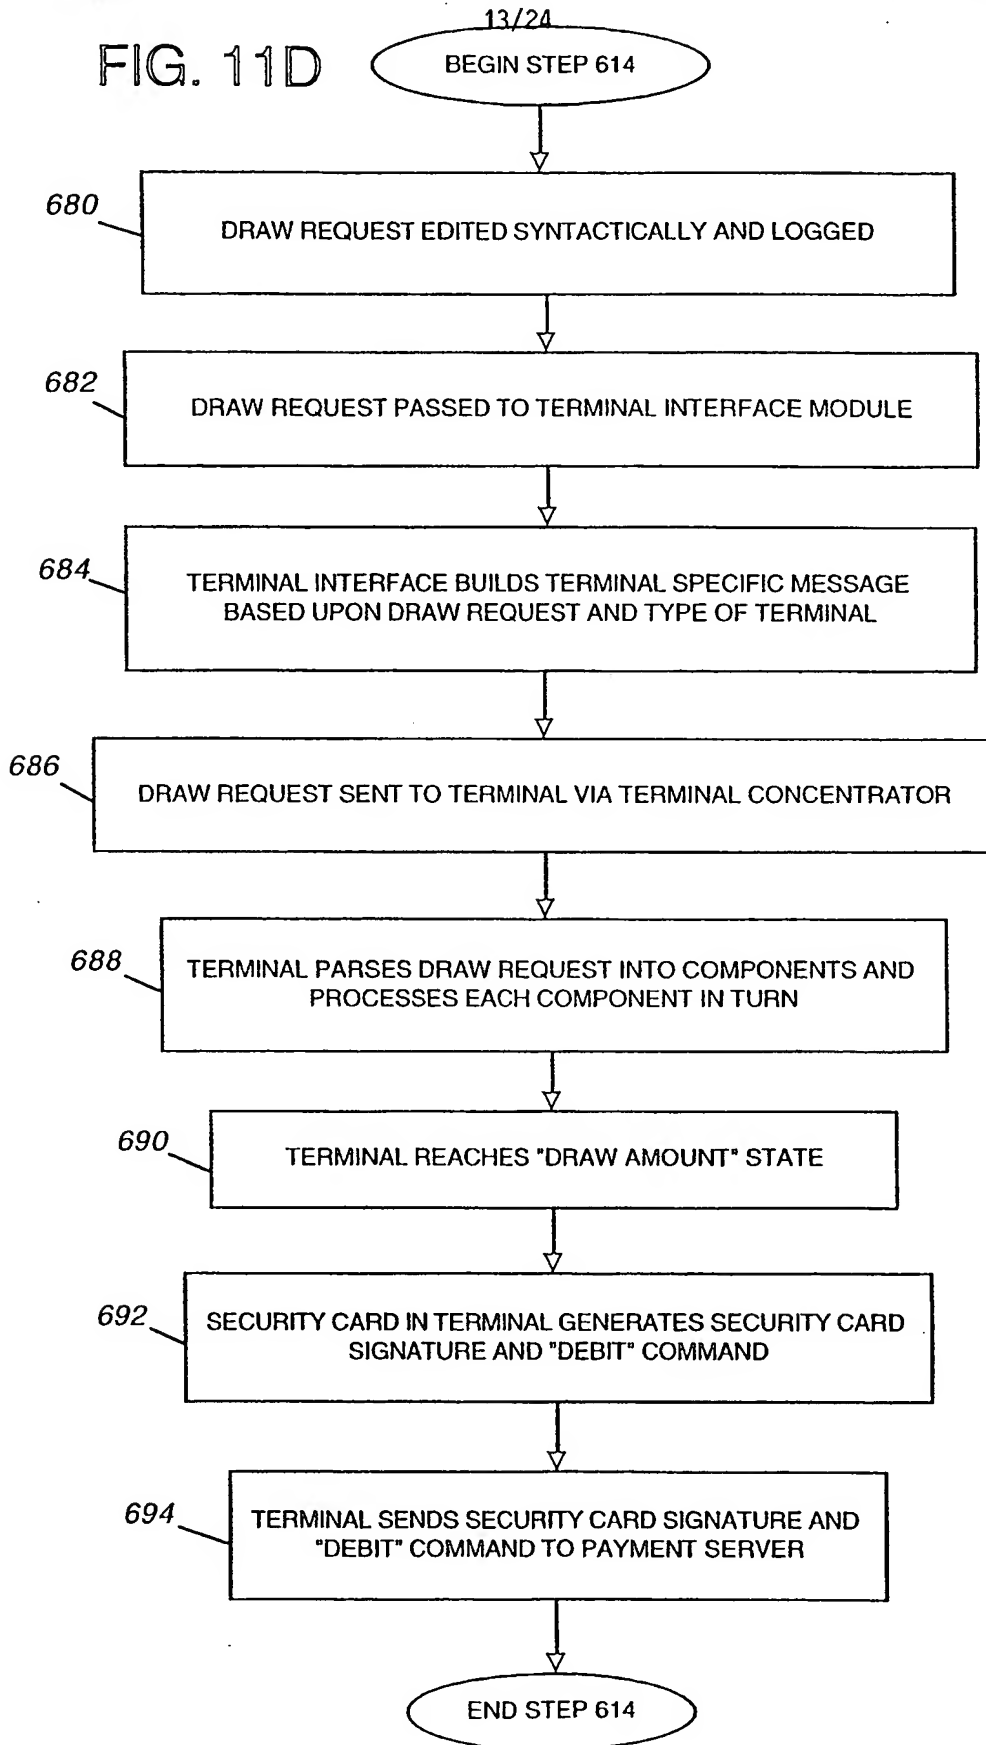 13/24
FIG. 11D
BEGIN STEP 614
680
DRAW REQUEST EDITED SYNTACTICALLY AND LOGGED
682
DRAW REQUEST PASSED TO TERMINAL INTERFACE MODULE
684
TERMINAL INTERFACE BUILDS TERMINAL SPECIFIC MESSAGE
BASED UPON DRAW REQUEST AND TYPE OF TERMINAL
686
DRAW REQUEST SENT TO TERMINAL VIA TERMINAL CONCENTRATOR
688
TERMINAL PARSES DRAW REQUEST INTO COMPONENTS AND
PROCESSES EACH COMPONENT IN TURN
690
TERMINAL REACHES "DRAW AMOUNT" STATE
692
SECURITY CARD IN TERMINAL GENERATES SECURITY CARD
SIGNATURE AND "DEBIT" COMMAND
694
TERMINAL SENDS SECURITY CARD SIGNATURE AND
"DEBIT" COMMAND TO PAYMENT SERVER
END STEP 614